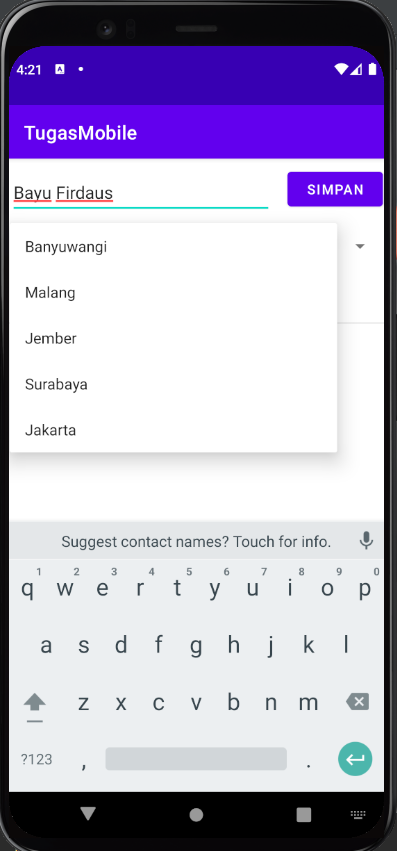 4:21 A
TugasMobile
Bayu Firdaus
SIMPAN
Banyuwangi
Malang
Jember
Surabaya
Jakarta
Suggest contact names? Touch for info.
1 2 3 4 5 6 7 8 9 0
q w e r t y u i o p
a s d f g h j k l
z x c v b n m
?123 , .